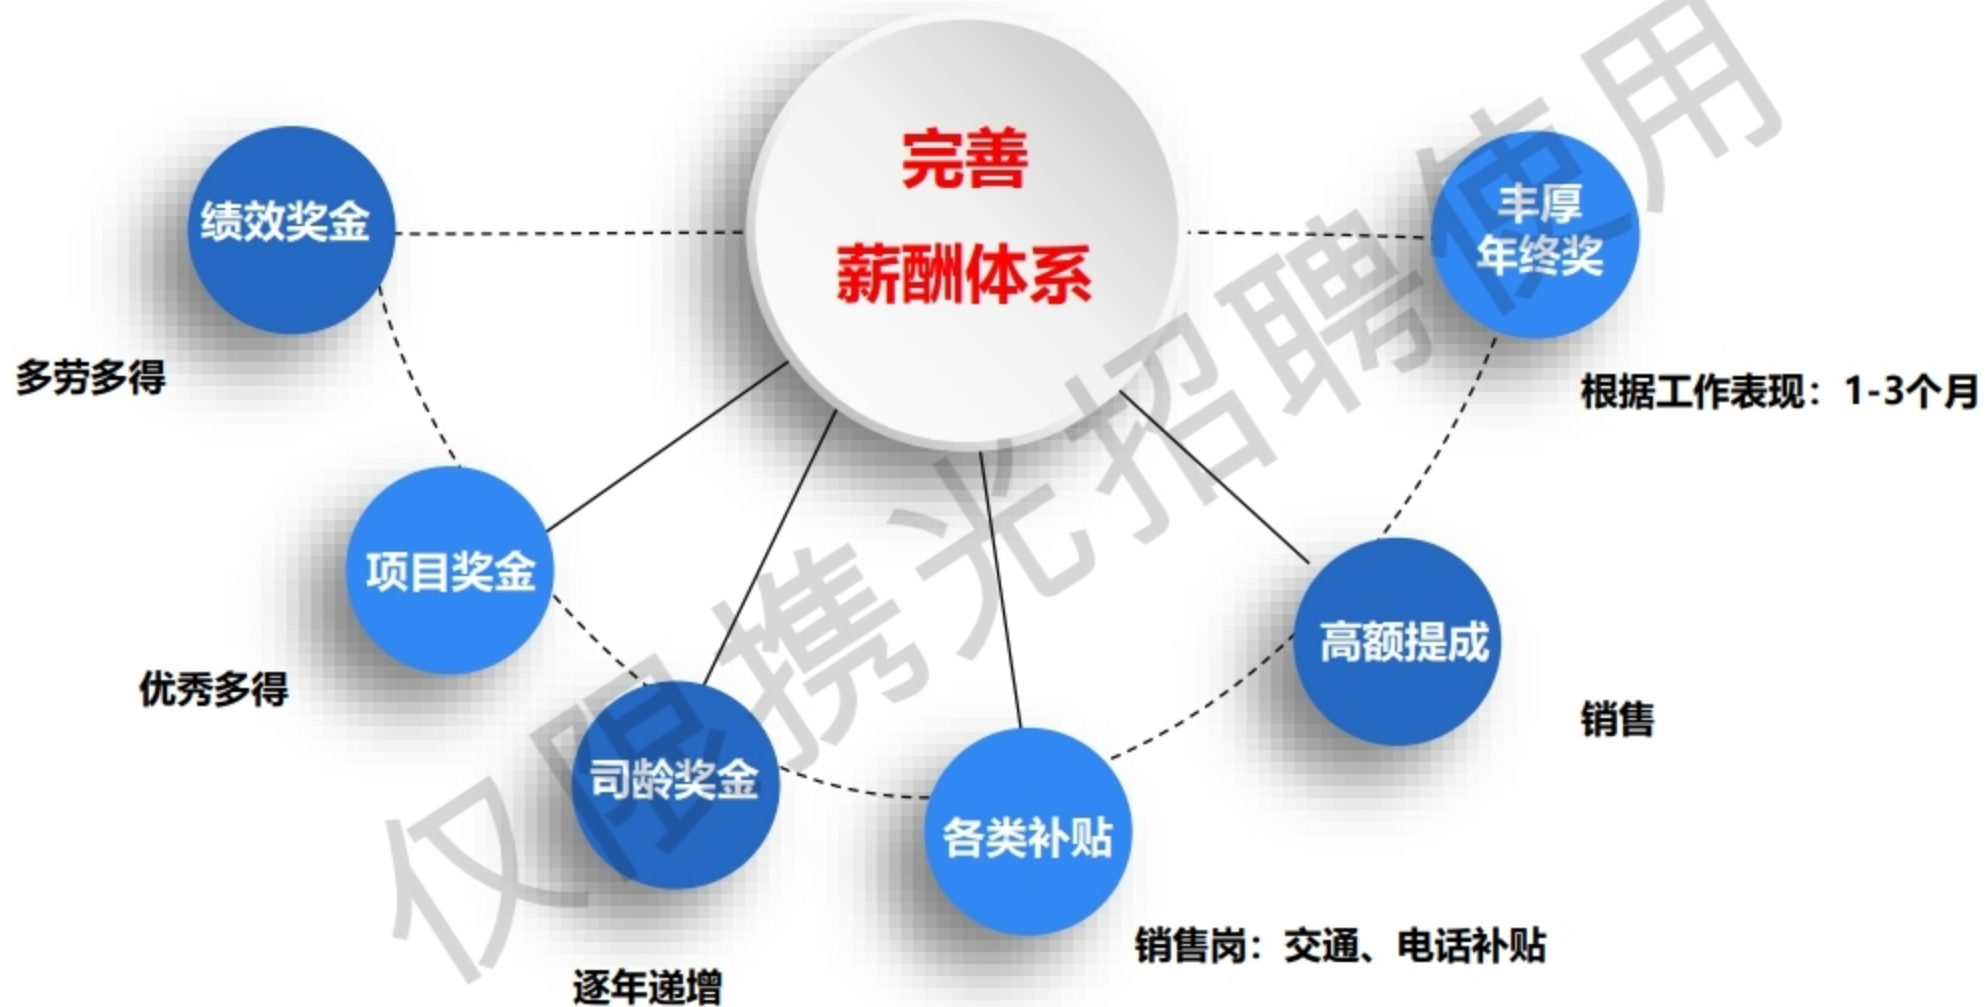 完善
薪酬体系
绩效奖金
多劳多得
项目奖金
优秀多得
司龄奖金
逐年递增
各类补贴
销售岗：交通、电话补贴
高额提成
销售
丰厚
年终奖
根据工作表现：1-3个月
仅限携光招聘使用